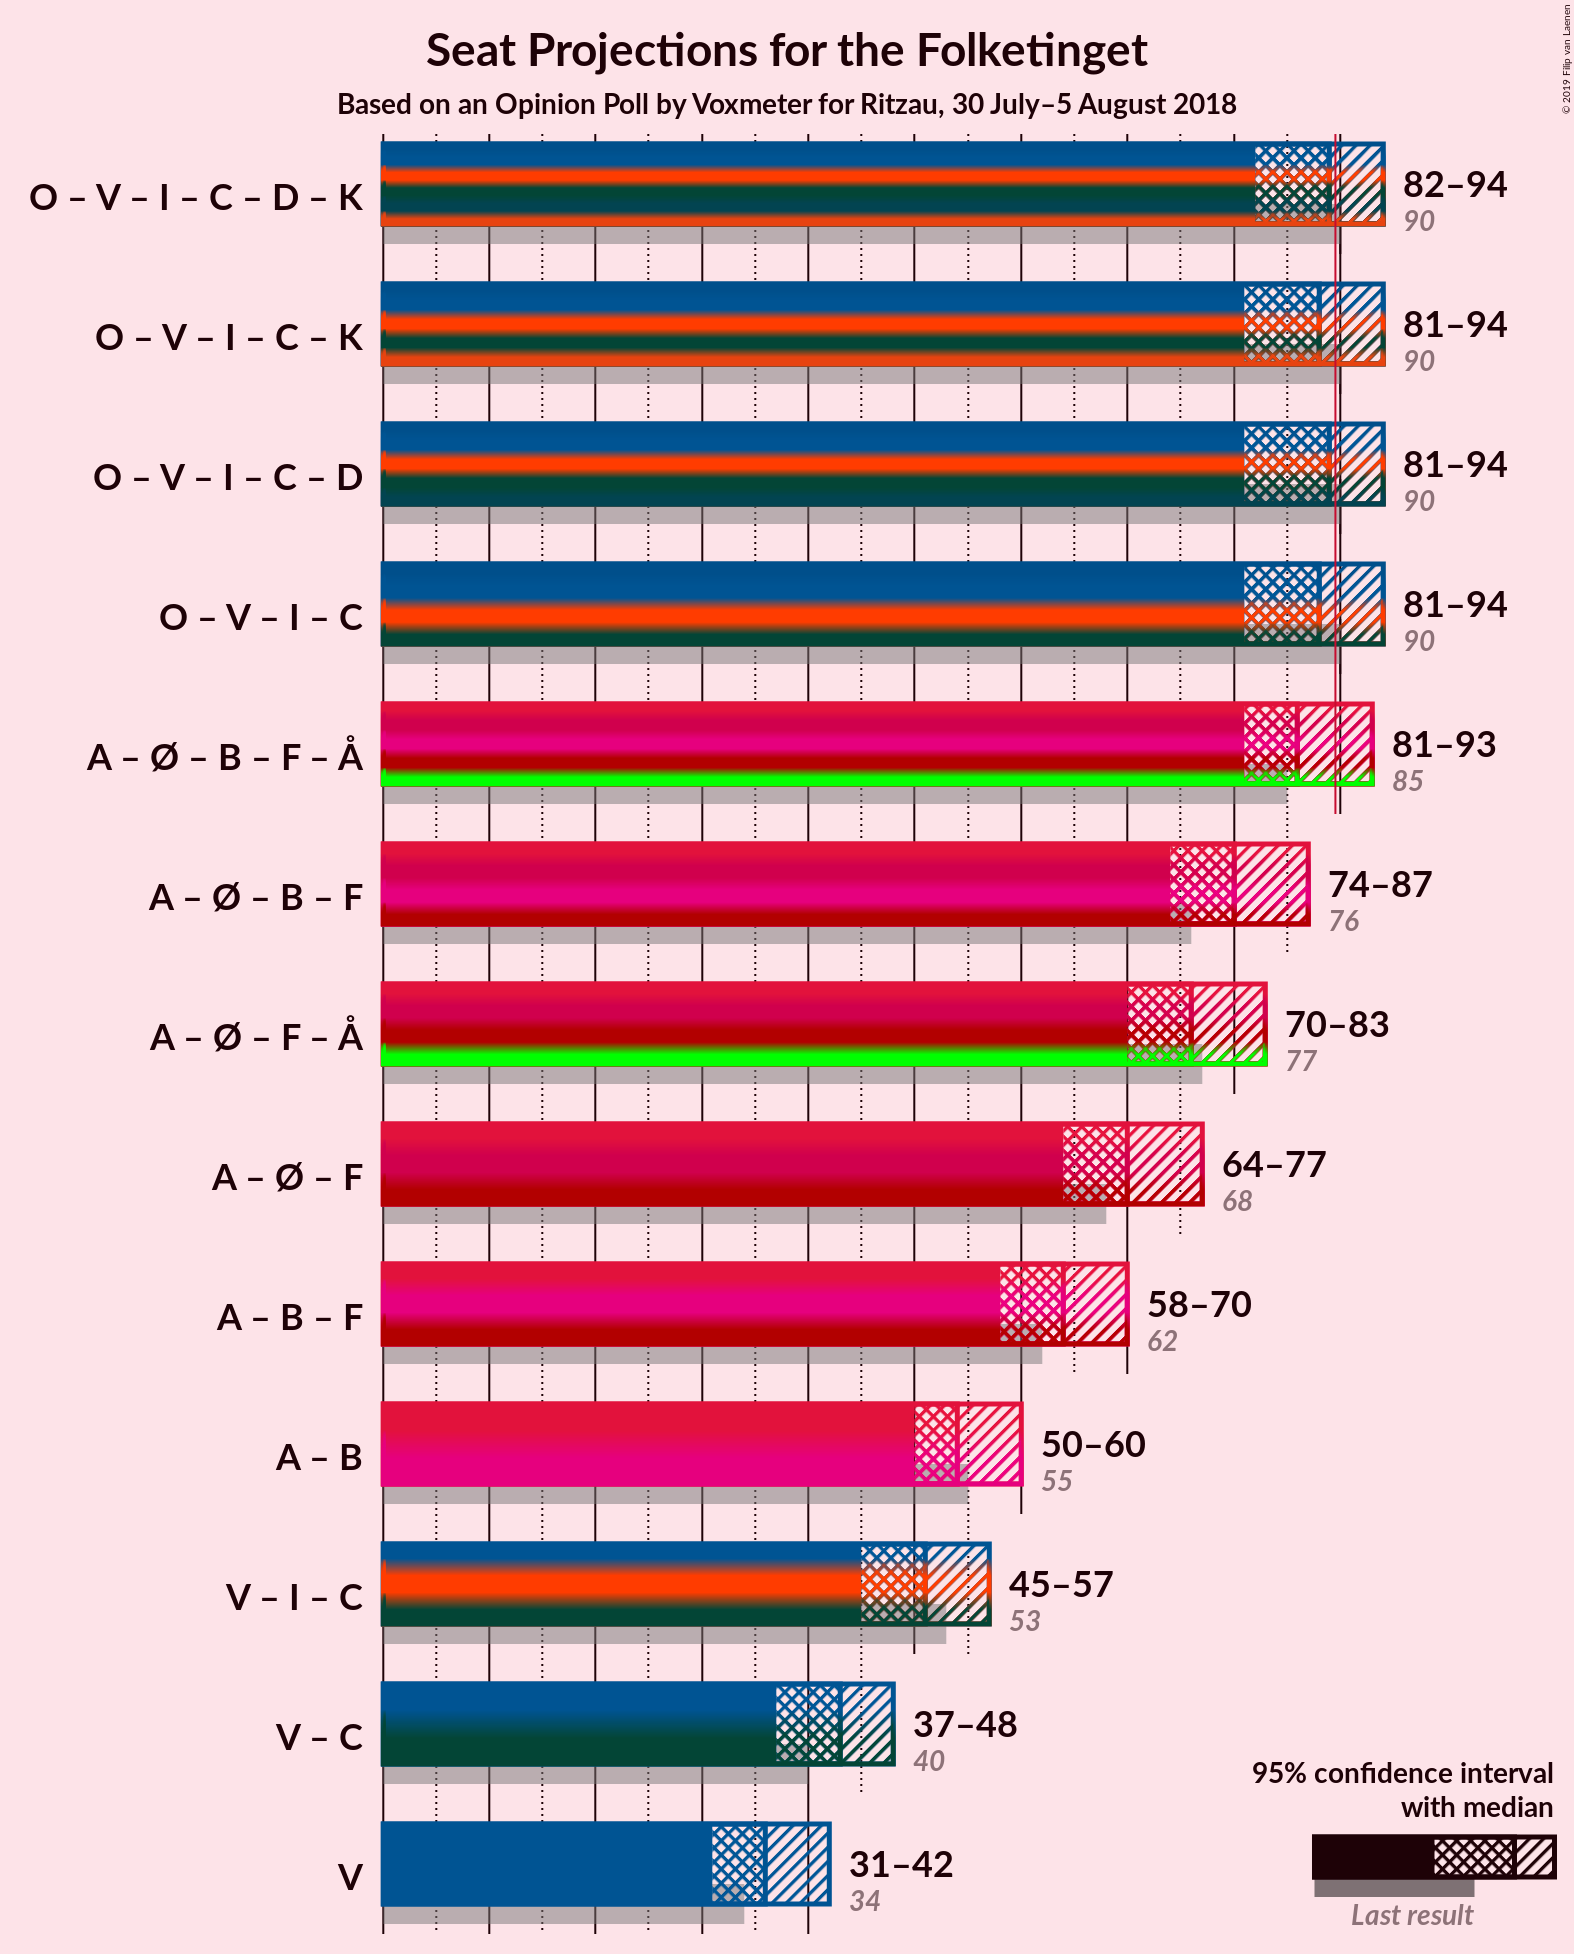 Seat Projections for the Folketinget
Based on an Opinion Poll by Voxmeter for Ritzau, 30 July–5 August 2018
© 2019 Filip van Laenen
O – V – I – C – D – K
82–94
90
O – V – I – C – K
81–94
90
O – V – I – C – D
81–94
90
O – V – I – C
81–94
90
A – Ø – B – F – Å
81–93
85
A – Ø – B – F
74–87
76
A – Ø – F – Å
70–83
77
A – Ø – F
64–77
68
A – B – F
58–70
62
A – B
50–60
55
V – I – C
45–57
53
V – C
37–48
40
V
31–42
34
95% confidence interval
with median
Last result